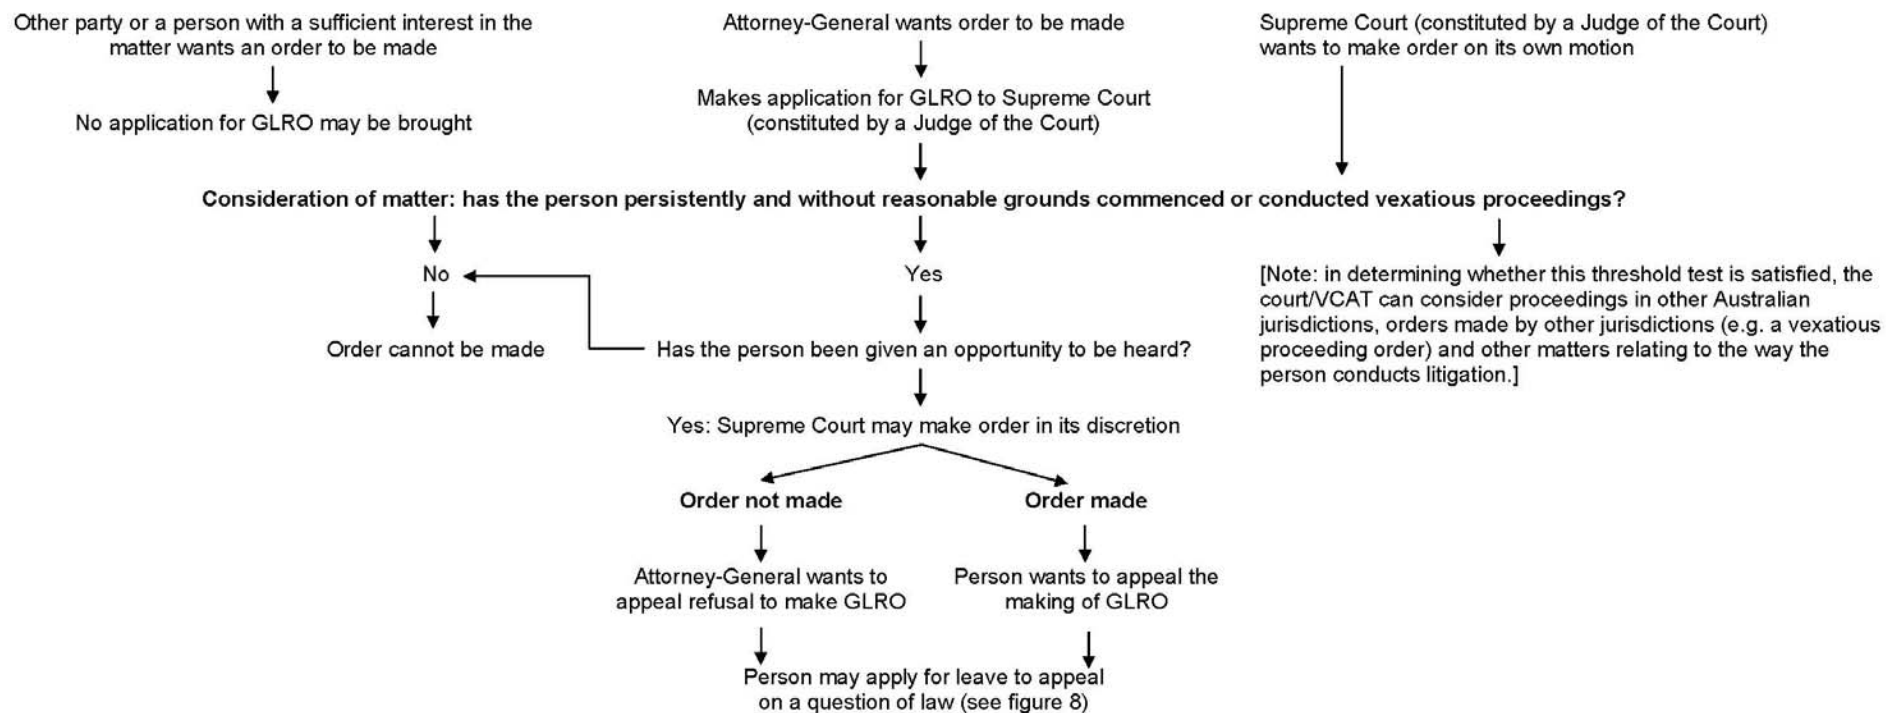 Other party or a person with a sufficient interest in the
matter wants an order to be made
No application for GLRO may be brought
Attorney-General wants order to be made
Makes application for GLRO to Supreme Court
(constituted by a Judge of the Court)
Supreme Court (constituted by a Judge of the Court)
wants to make order on its own motion
Consideration of matter: has the person persistently and without reasonable grounds commenced or conducted vexatious proceedings?
No
Order cannot be made
Yes
Has the person been given an opportunity to be heard?
[Note: in determining whether this threshold test is satisfied, the
court/VCAT can consider proceedings in other Australian
jurisdictions, orders made by other jurisdictions (e.g. a vexatious
proceeding order) and other matters relating to the way the
person conducts litigation.]
Yes: Supreme Court may make order in its discretion
Order not made
Attorney-General wants to
appeal refusal to make GLRO
Order made
Person wants to appeal the
making of GLRO
Person may apply for leave to appeal
on a question of law (see figure 8)